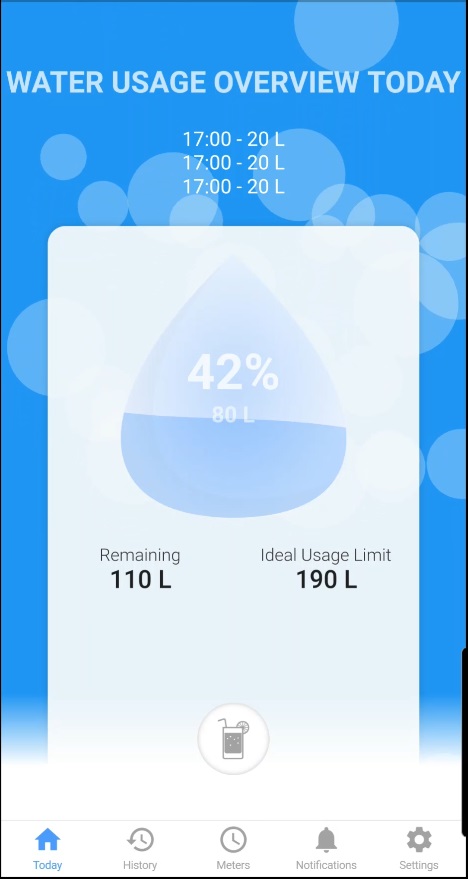 WATER USAGE OVERVIEW TODAY
17:00 - 20 L
17:00 - 20 L
17:00 - 20 L
42%
80 L
Remaining Ideal Usage Limit
110 L 190 L
Today History Meters Notifications Settings